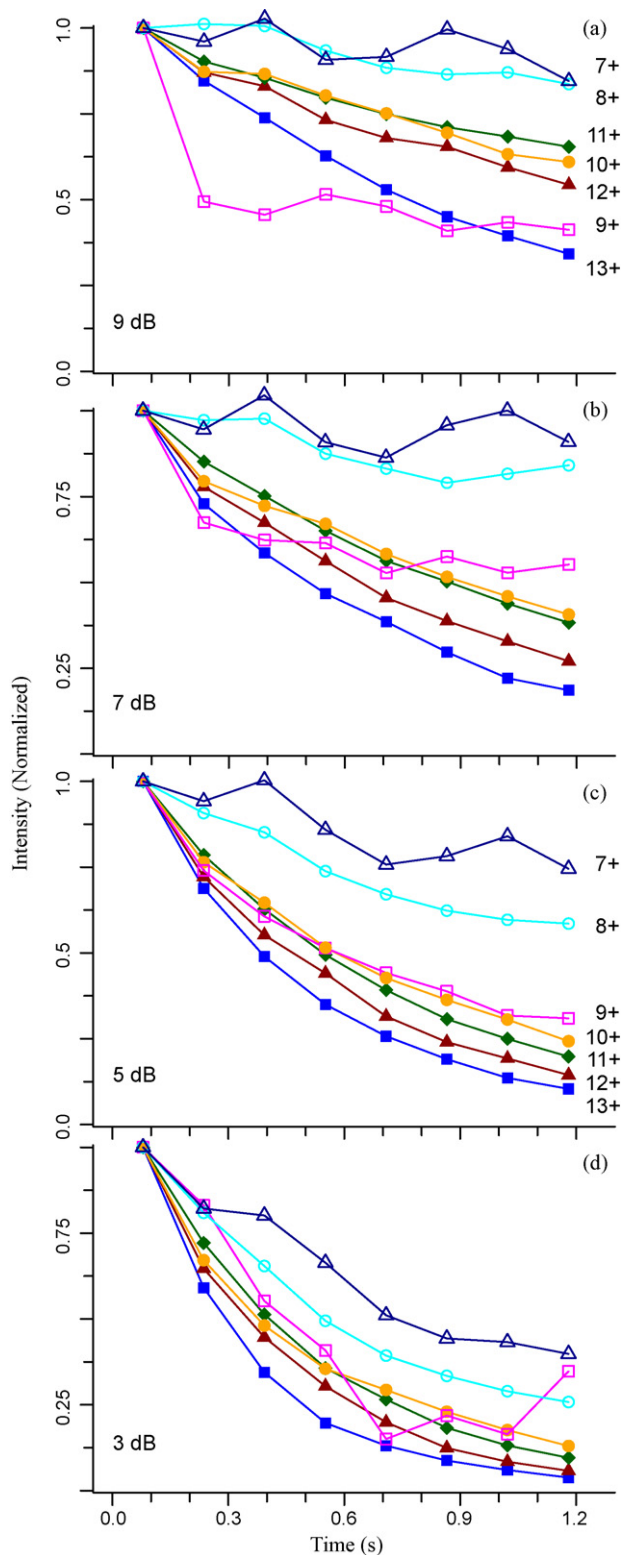 (a)
1.0
7+
8+
11+
10+
12+
0.5
9+
13+
9 dB
0.0
(b)
0.75
0.25
7 dB
Intensity (Normalized)
(c)
1.0
7+
8+
0.5
9+
10+
11+
12+
13+
5 dB
0.0
(d)
0.75
0.25
3 dB
0.0 0.3 0.6 0.9 1.2
Time (s)